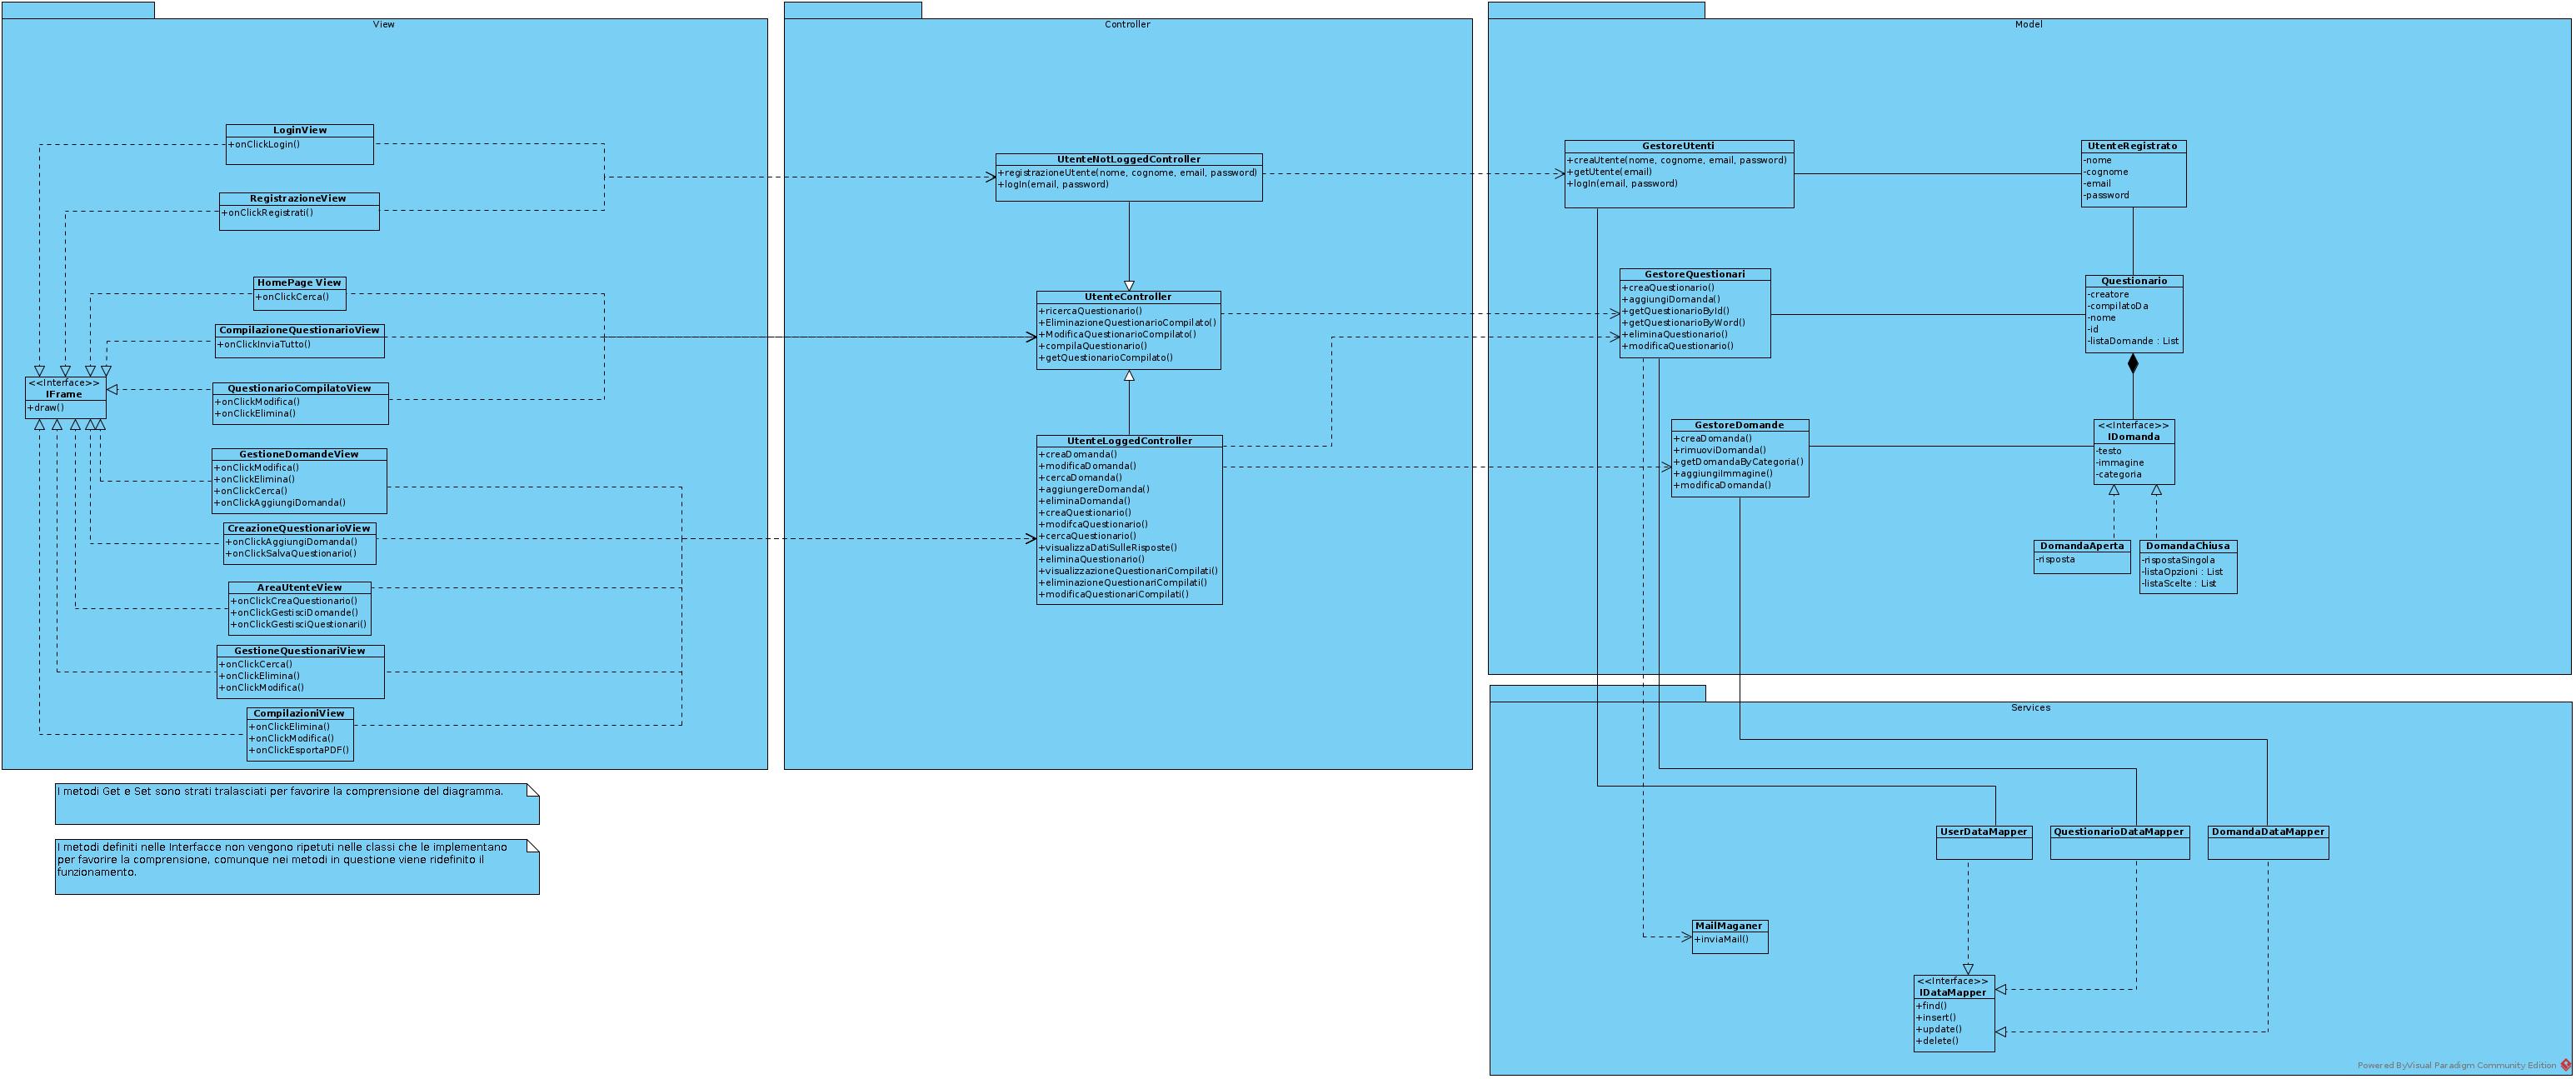 View
LoginView
+onClickLogin()
RegistrazioneView
+onClickRegistrati()
HomePage View
+onClickCerca()
CompilazioneQuestionarioView
+onClickInviaTutto()
<<Interface>>
IFrame
+draw()
QuestionarioCompilatoView
+onClickModifica()
+onClickElimina()
GestioneDomandeView
+onClickModifica()
+onClickElimina()
+onClickCerca()
+onClickAggiungiDomanda()
CreazioneQuestionarioView
+onClickAggiungiDomanda()
+onClickSalvaQuestionario()
AreaUtenteView
+onClickCreaQuestionario()
+onClickGestisciDomande()
+onClickGestisciQuestionari()
GestioneQuestionariView
+onClickCerca()
+onClickElimina()
+onClickModifica()
CompilazioniView
+onClickElimina()
+onClickModifica()
+onClickEsportaPDF()
I metodi Get e Set sono strati tralasciati per favorire la comprensione del diagramma.
I metodi definiti nelle Interfacce non vengono ripetuti nelle classi che le implementano
per favorire la comprensione, comunque nei metodi in questione viene ridefinito il
funzionamento.
Controller
UtenteNotLoggedController
+registrazioneUtente(nome, cognome, email, password)
+logIn(email, password)
UtenteController
+ricercaQuestionario()
+EliminazioneQuestionarioCompilato()
+ModificaQuestionarioCompilato()
+compilaQuestionario()
+getQuestionarioCompilato()
UtenteLoggedController
+creaDomanda()
+modificaDomanda()
+cercaDomanda()
+aggiungereDomanda()
+eliminaDomanda()
+creaQuestionario()
+modifcaQuestionario()
+cercaQuestionario()
+visualizzaDatiSulleRisposte()
+eliminaQuestionario()
+visualizzazioneQuestionariCompilati()
+eliminazioneQuestionariCompilati()
+modificaQuestionariCompilati()
Model
GestoreUtenti
+creaUtente(nome, cognome, email, password)
+getUtente(email)
+logIn(email, password)
UtenteRegistrato
-nome
-cognome
-email
-password
GestoreQuestionari
+creaQuestionario()
+aggiungiDomanda()
+getQuestionarioById()
+getQuestionarioByWord()
+eliminaQuestionario()
+modificaQuestionario()
Questionario
-creatore
-compilatoDa
-nome
-id
-listaDomande : List
GestoreDomande
+creaDomanda()
+rimuoviDomanda()
+getDomandaByCategoria()
+aggiungiImmagine()
+modificaDomanda()
<<Interface>>
IDomanda
-testo
-immagine
-categoria
DomandaAperta
-risposta
DomandaChiusa
-rispostaSingola
-listaOpzioni : List
-listaScelte : List
Services
UserDataMapper
QuestionarioDataMapper
DomandaDataMapper
MailMaganer
+inviaMail()
<<Interface>>
IDataMapper
+find()
+insert()
+update()
+delete()
Powered ByVisual Paradigm Community Edition